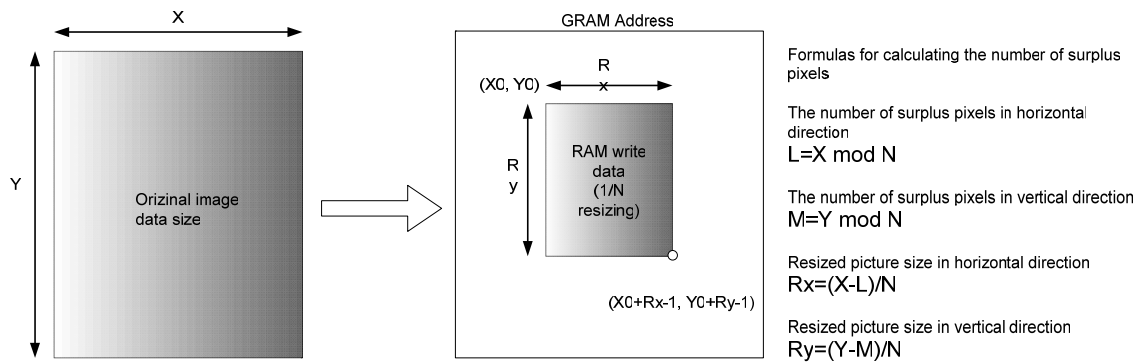 X
Y
Orizinal image
data size
GRAM Address
(X0, Y0)
R
x
R
y
RAM write
data
(1/N
resizing)
(X0+Rx-1, Y0+Ry-1)
Formulas for calculating the number of surplus
pixels
The number of surplus pixels in horizontal
direction
L=X mod N
The number of surplus pixels in vertical direction
M=Y mod N
Resized picture size in horizontal direction
Rx=(X-L)/N
Resized picture size in vertical direction
Ry=(Y-M)/N